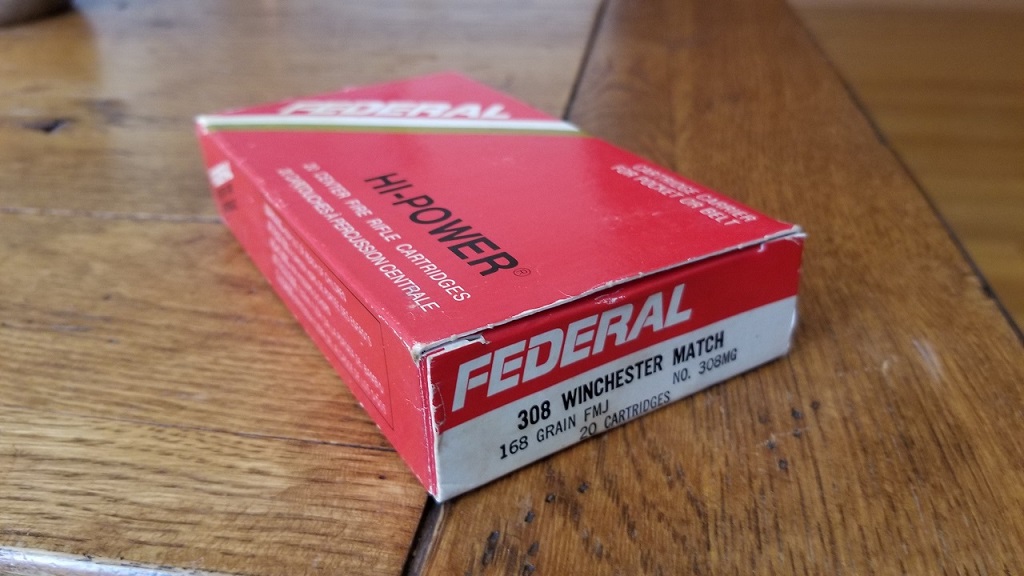 FEDERAL
CARTRIDGE CARRIER
FOR POCKET OR BELT
HI-POWER®
20 CENTER FIRE RIFLE CARTRIDGES
20 CARTOUCHES À PERCUSSION CENTRALE
FEDERAL
308 WINCHESTER MATCH
NO. 308MG
168 GRAIN FMJ
20 CARTRIDGES